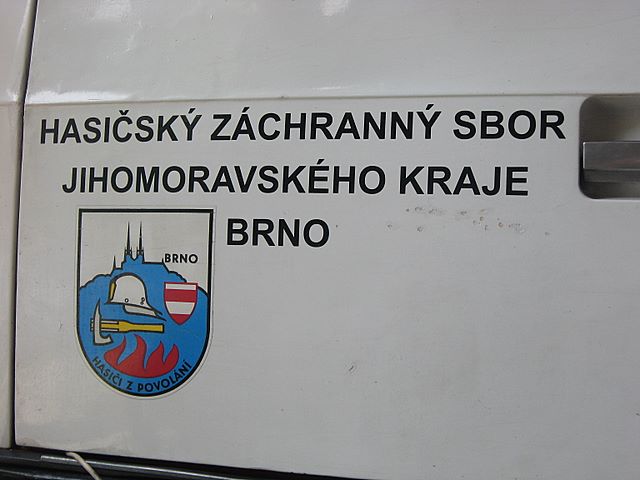 HASIČSKÝ ZÁCHRANNÝ SBOR
JIHOMORAVSKÉHO KRAJE
BRNO
BRNO
HASIČI Z POVOLÁNÍ